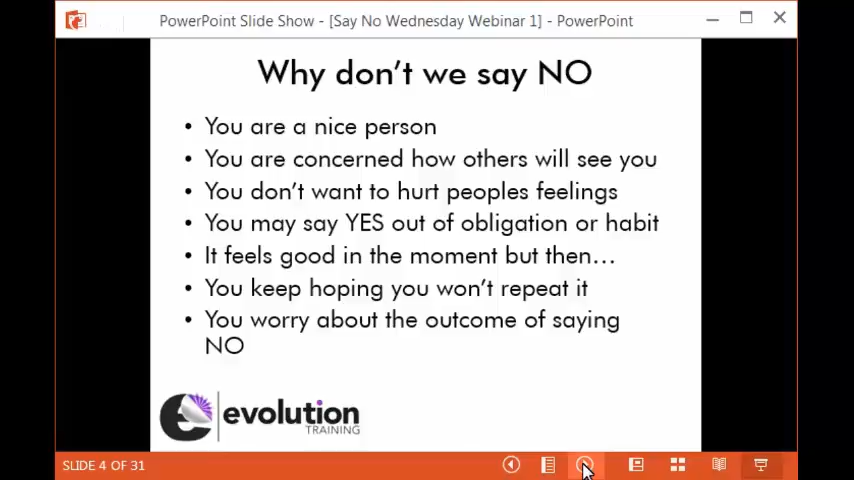 PowerPoint Slide Show - [Say No Wednesday Webinar 1] - PowerPoint
Why don't we say NO
• You are a nice person
• You are concerned how others will see you
• You don't want to hurt peoples feelings
• You may say YES out of obligation or habit
• It feels good in the moment but then...
• You keep hoping you won't repeat it
• You worry about the outcome of saying
NO
evolution
TRAINING
SLIDE 4 OF 31